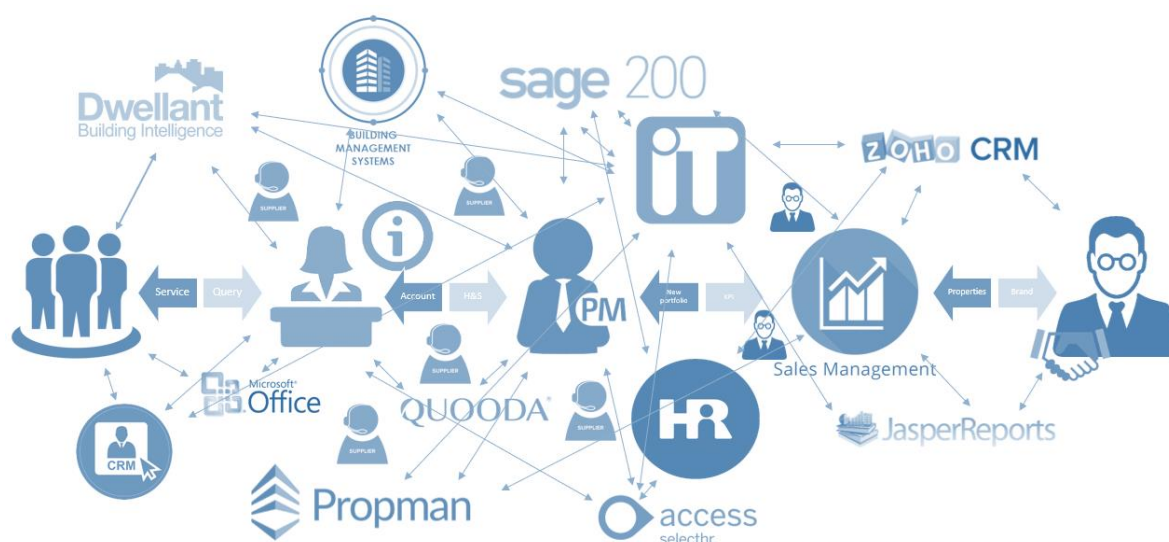 Dwellant
Building Intelligence
BUILDING
MANAGEMENT
SYSTEMS
sage 200
iT
ZOHO CRM
SUPPLIER
SUPPLIER
i
Service
Query
Account
H&S
PM
New
portfolio
KPI
Properties
Brand
Sales Management
Microsoft®
Office
SUPPLIER
QUOODA®
SUPPLIER
SUPPLIER
HR
JasperReports
CRM
Propman
access
selecthr